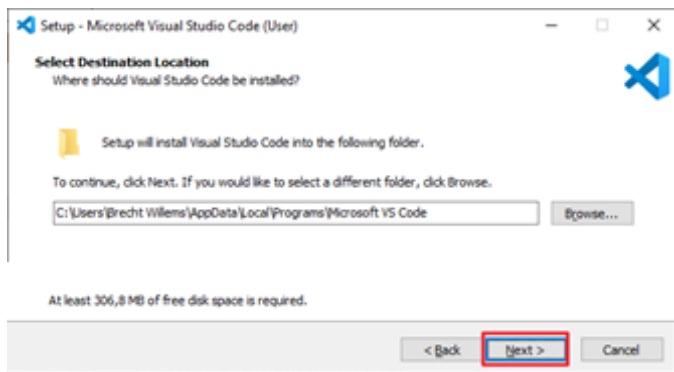 Setup - Microsoft Visual Studio Code (User)
Select Destination Location
Where should Visual Studio Code be installed?
Setup will install Visual Studio Code into the following folder.
To continue, click Next. If you would like to select a different folder, click Browse.
C:\Users\Brecht Willems\AppData\Local\Programs\Microsoft VS Code
Browse...
At least 306,8 MB of free disk space is required.
< Back Next > Cancel